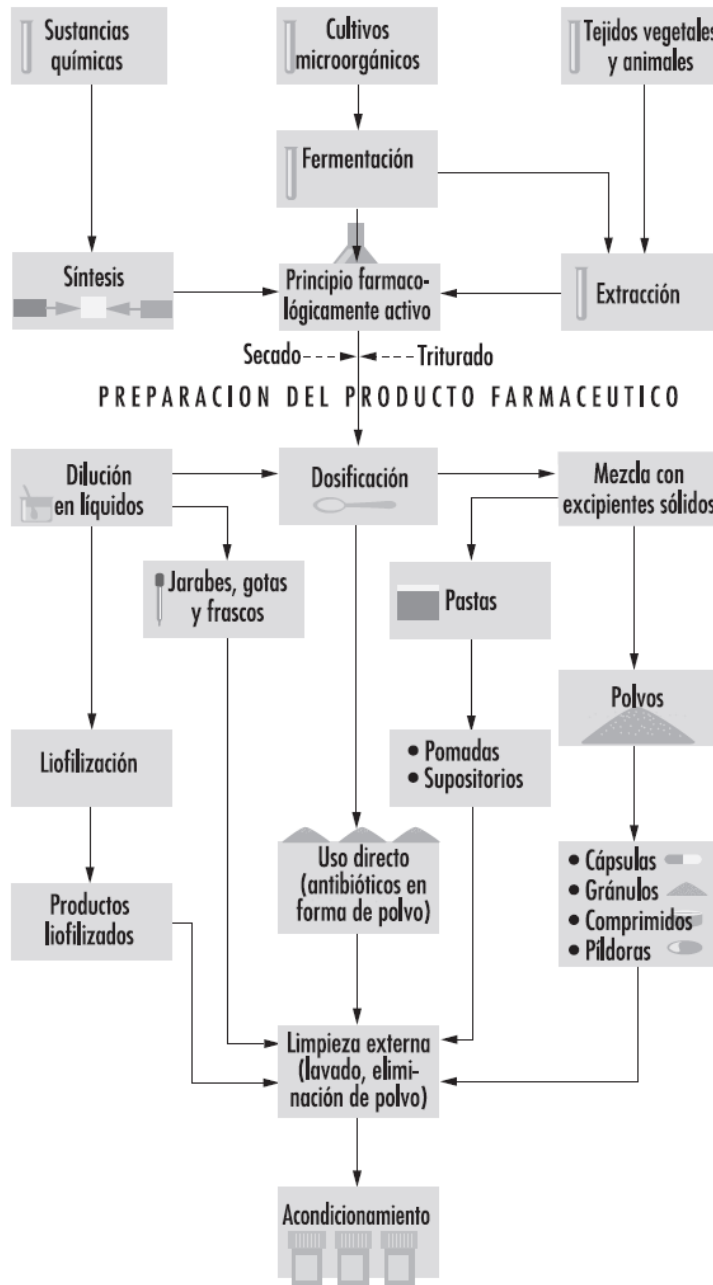 Sustancias
químicas
Cultivos
microorgánicos
Tejidos vegetales
y animales
Fermentación
Síntesis
Principio farmaco-
lógicamente activo
Extracción
Secado
Triturado
PREPARACION DEL PRODUCTO FARMACEUTICO
Dilución
en líquidos
Dosificación
Mezcla con
excipientes sólidos
Jarabes, gotas
y frascos
Pastas
Polvos
Liofilización
• Pomadas
• Supositorios
Uso directo
(antibióticos en
forma de polvo)
• Cápsulas
• Gránulos
• Comprimidos
• Píldoras
Productos
liofilizados
Limpieza externa
(lavado, elimi-
nación de polvo)
Acondicionamiento